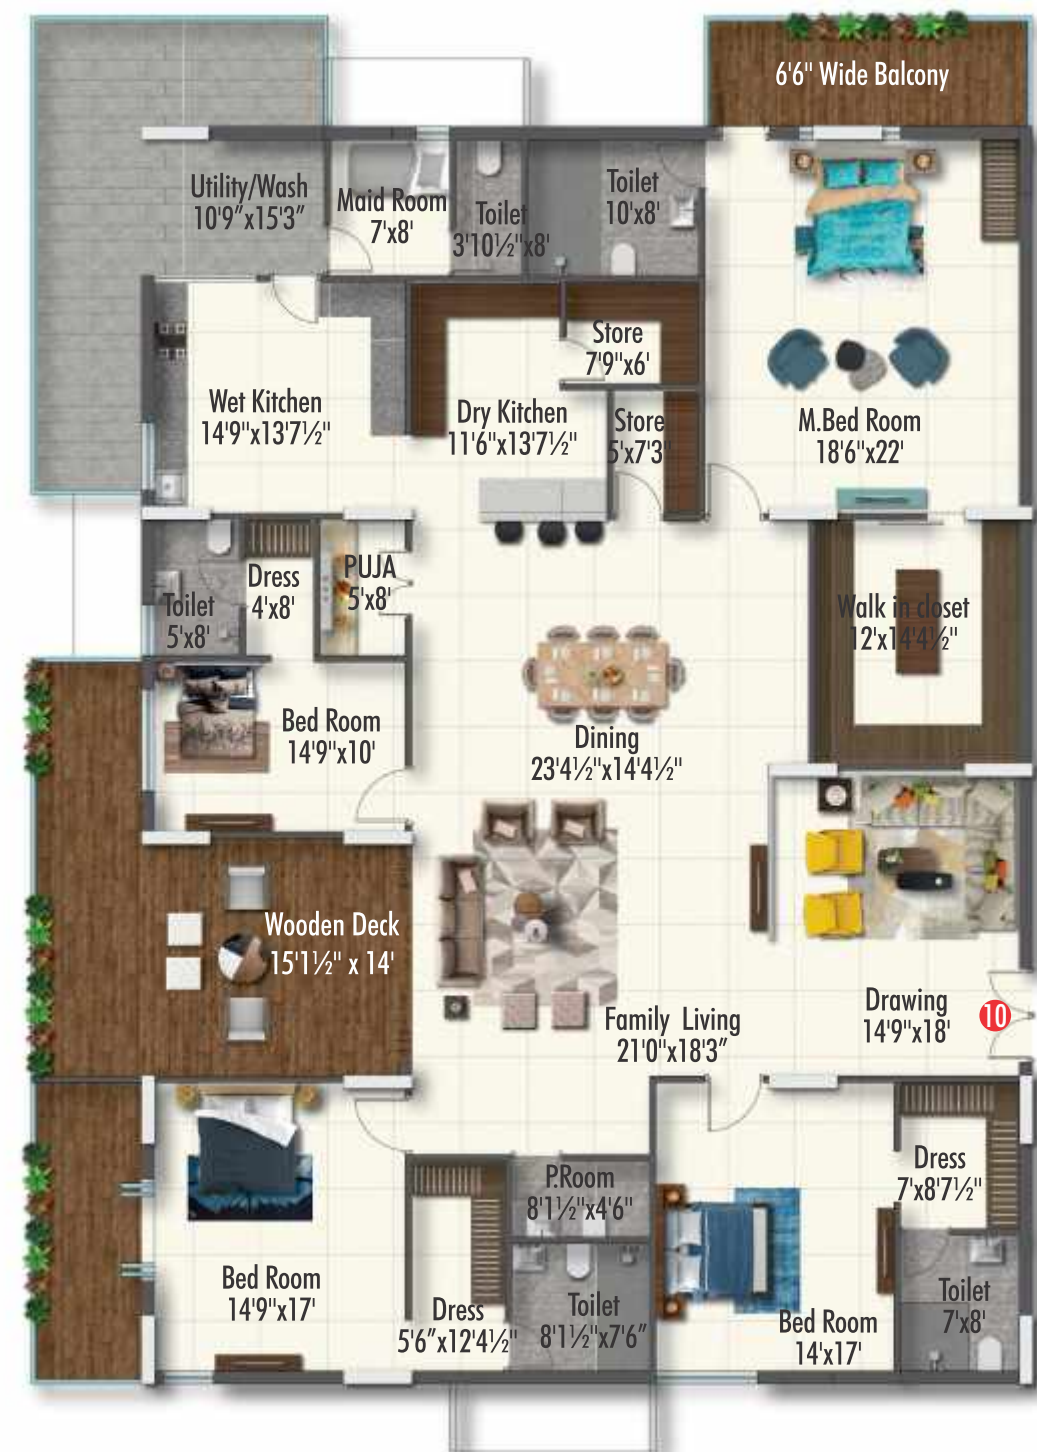 6'6" Wide Balcony
Utility/Wash
10'9"x15'3"
Maid Room
7'x8'
Toilet
3'10½"x8'
Toilet
10'x8'
Store
7'9"x6'
Wet Kitchen
14'9"x13'7½"
Dry Kitchen
11'6"x13'7½"
Store
5'x7'3"
M.Bed Room
18'6"x22'
Toilet
5'x8'
Dress
4'x8'
PUJA
5'x8'
Walk in closet
12'x14'4½"
Bed Room
14'9"x10'
Dining
23'4½"x14'4½"
Wooden Deck
15'1½" x 14'
Family Living
21'0"x18'3"
Drawing
14'9"x18'
10
P.Room
8'1½"x4'6"
Dress
7'x8'7½"
Bed Room
14'9"x17'
Dress
5'6"x12'4½"
Toilet
8'1½"x7'6"
Bed Room
14'x17'
Toilet
7'x8'